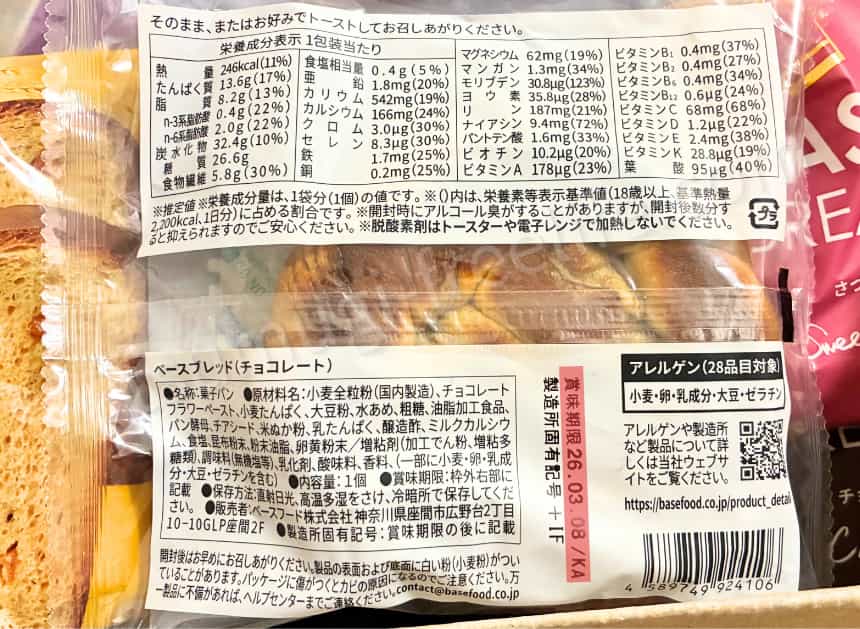 そのまま、またはお好みでトーストしてお召しあがりください。
栄養成分表示 1包装当たり
熱量 246kcal(11%)
たんぱく質 13.6g(17%)
脂質 8.2g(13%)
n-3系脂肪酸 0.4g(22%)
n-6系脂肪酸 2.0g(22%)
炭水化物 32.4g(10%)
糖質 26.6g
食物繊維 5.8g(30%)
食塩相当量 0.4g(5%)
亜鉛 1.8mg(20%)
カリウム 542mg(19%)
カルシウム 166mg(24%)
クロム 3.0μg(30%)
セレン 8.3μg(30%)
鉄 1.7mg(25%)
銅 0.2mg(25%)
マグネシウム 62mg(19%)
マンガン 1.3mg(34%)
モリブデン 30.8μg(123%)
ヨウ素 35.8μg(28%)
リン 187mg(21%)
ナイアシン 9.4mg(72%)
パントテン酸 1.6mg(33%)
ビオチン 10.2μg(20%)
ビタミンA 178μg(23%)
ビタミンB₁ 0.4mg(37%)
ビタミンB₂ 0.4mg(27%)
ビタミンB₆ 0.4mg(34%)
ビタミンB₁₂ 0.6μg(24%)
ビタミンC 68mg(68%)
ビタミンD 1.2μg(22%)
ビタミンE 2.4mg(38%)
ビタミンK 28.8μg(19%)
葉酸 95μg(40%)
※推定値 ※栄養成分量は、1袋分(1個)の値です。※()内は、栄養素等表示基準値(18歳以上、基準熱量
2,200kcal、1日分)に占める割合です。※開封時にアルコール臭がすることがありますが、開封後数分す
ると抑えられますのでご安心ください。※脱酸素剤はトースターや電子レンジで加熱しないでください。
プラ
ベースブレッド(チョコレート)
●名称:菓子パン ●原材料名:小麦全粒粉(国内製造)、チョコレート
フラワーペースト、小麦たんぱく、大豆粉、水あめ、粗糖、油脂加工食品、
パン酵母、チアシード、米ぬか粉、乳たんぱく、醸造酢、ミルクカルシウ
ム、食塩、昆布粉末、粉末油脂、卵黄粉末／増粘剤(加工でん粉、増粘多
糖類)、調味料(無機塩等)、乳化剤、酸味料、香料、(一部に小麦・卵・乳成
分・大豆・ゼラチンを含む) ●内容量:1個 ●賞味期限:枠外右部に
記載 ●保存方法:直射日光、高温多湿をさけ、冷暗所で保存してくだ
さい。●販売者:ベースフード株式会社 神奈川県座間市広野台2丁目
10-10GLP座間2F ●製造所固有記号:賞味期限の後に記載
開封後はお早めにお召しあがりください。製品の表面および底面に白い粉(小麦粉)がつい
ていることがあります。パッケージに傷がつくとカビの原因になるのでご注意ください。万
一製品に不備があれば、ヘルプセンターまでご連絡ください。contact@basefood.co.jp
賞味期限 26.03.08/KA
製造所固有記号 + IF
アレルゲン(28品目対象)
小麦・卵・乳成分・大豆・ゼラチン
アレルゲンや製造所
など製品について詳
しくは当社ウェブサ
イトをご覧ください。
https://basefood.co.jp/product_detai
4 589749 924106
AS
REA
さつ
Swee
チ